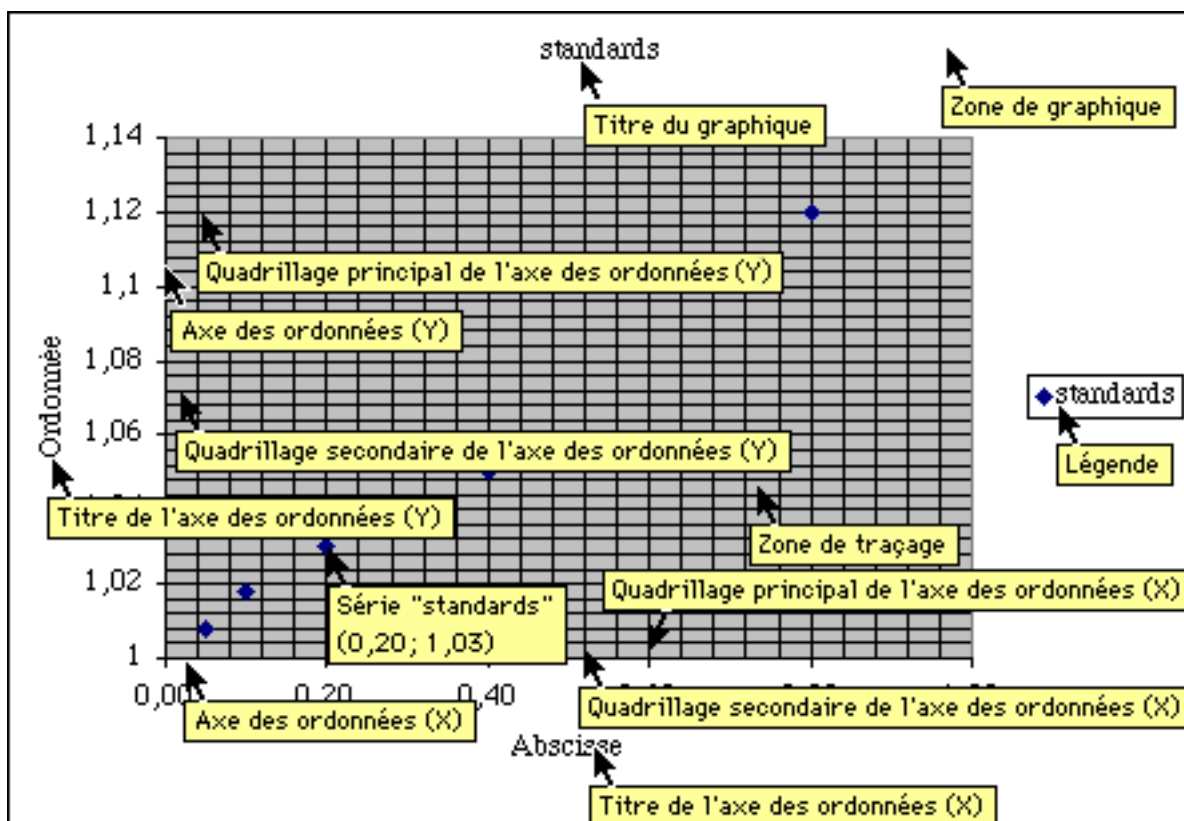 standards
Zone de graphique
Titre du graphique
1,14
1,12
Quadrillage principal de l'axe des ordonnées (Y)
1,1
Axe des ordonnées (Y)
1,08
Ordonnée
standards
1,06
Quadrillage secondaire de l'axe des ordonnées (Y)
Légende
Titre de l'axe des ordonnées (Y)
Zone de traçage
1,02
Quadrillage principal de l'axe des ordonnées (X)
Série "standards"
(0,20; 1,03)
1
0,00
0,20
0,40
Axe des ordonnées (X)
Quadrillage secondaire de l'axe des ordonnées (X)
Abscisse
Titre de l'axe des ordonnées (X)